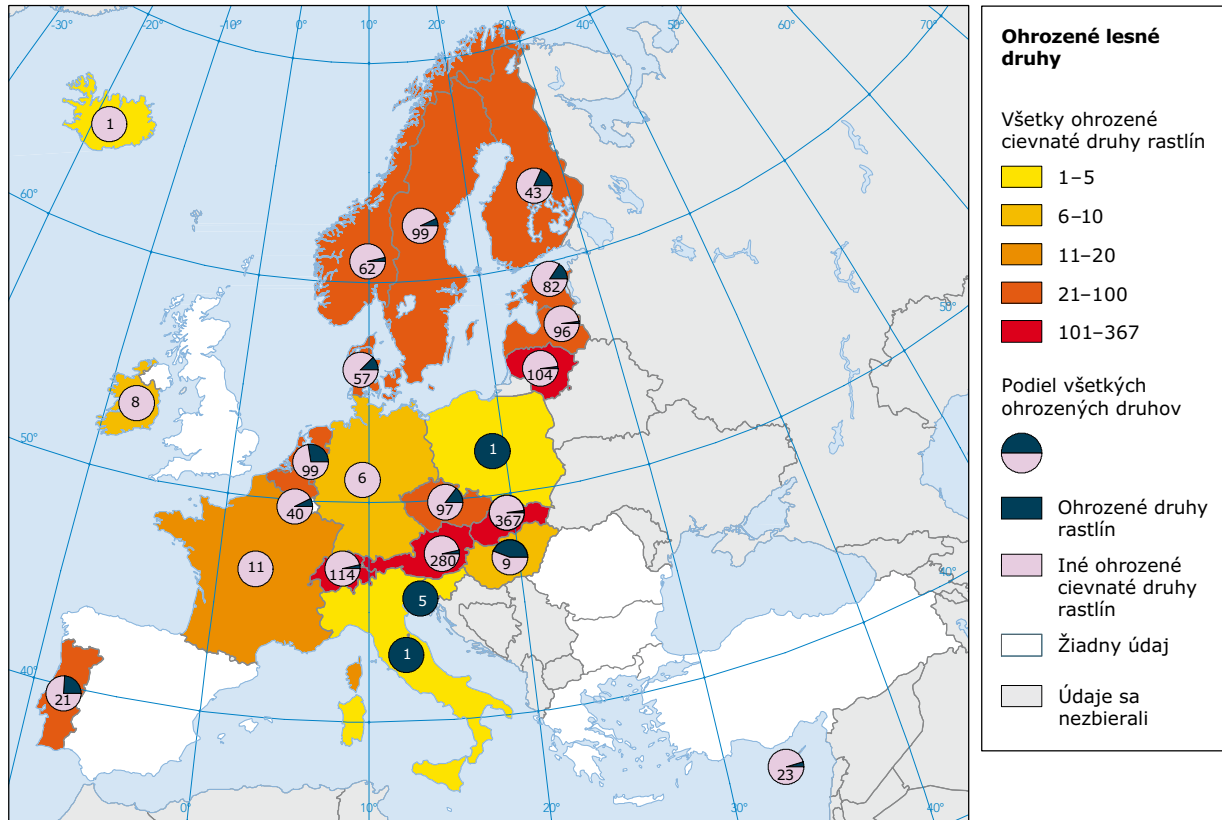 -30° -20° -10° 0° 10° 20° 30° 40° 50° 60° 70°
60°
50°
40°
50°
40°
0° 10° 20° 30° 40°
1
43
99
62
82
96
57
104
8
99
6
1
40
97
367
11
114
280
9
5
1
21
23
Ohrozené lesné
druhy
Všetky ohrozené
cievnaté druhy rastlín
1–5
6–10
11–20
21–100
101–367
Podiel všetkých
ohrozených druhov
Ohrozené druhy
rastlín
Iné ohrozené
cievnaté druhy
rastlín
Žiadny údaj
Údaje sa
nezbierali